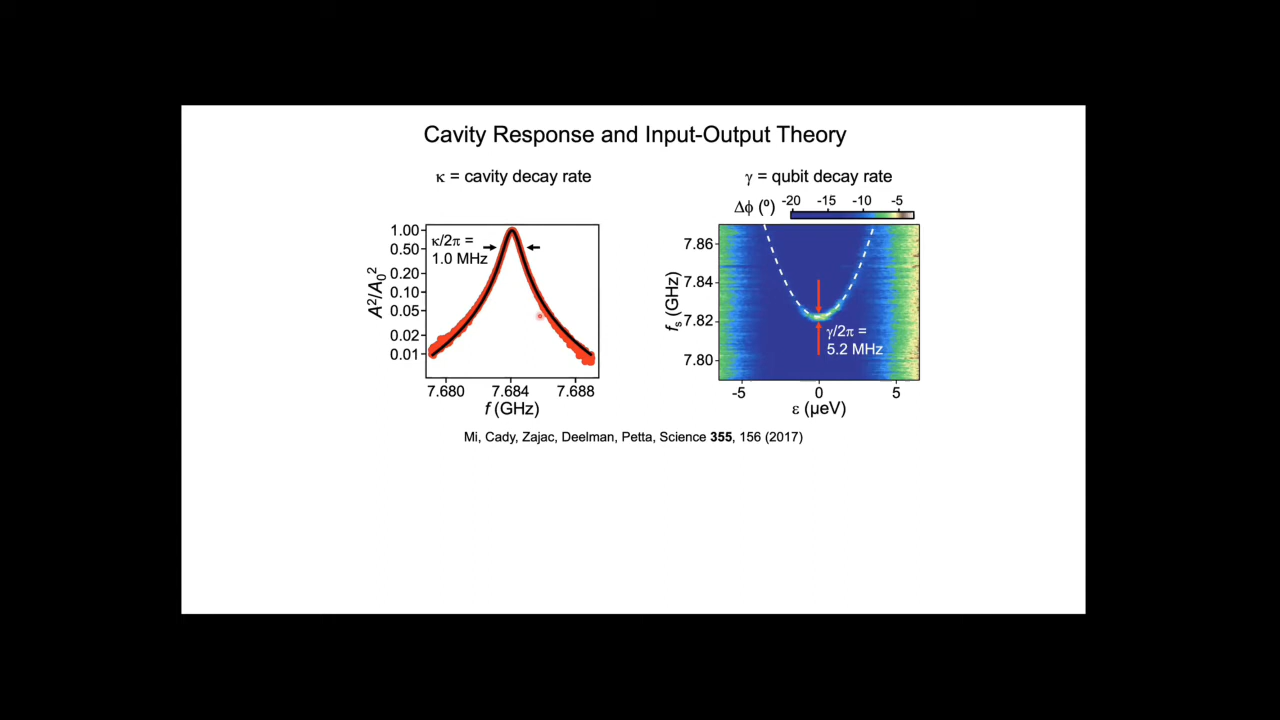 Cavity Response and Input-Output Theory
κ = cavity decay rate
γ = qubit decay rate
Δϕ (º)
-20 -15 -10 -5
1.00
0.50
0.20
0.10
0.05
0.02
0.01
A²/A₀²
κ/2π =
1.0 MHz
7.680 7.684 7.688
f (GHz)
7.86
7.84
7.82
7.80
fₛ (GHz)
γ/2π =
5.2 MHz
-5 0 5
ε (µeV)
Mi, Cady, Zajac, Deelman, Petta, Science 355, 156 (2017)